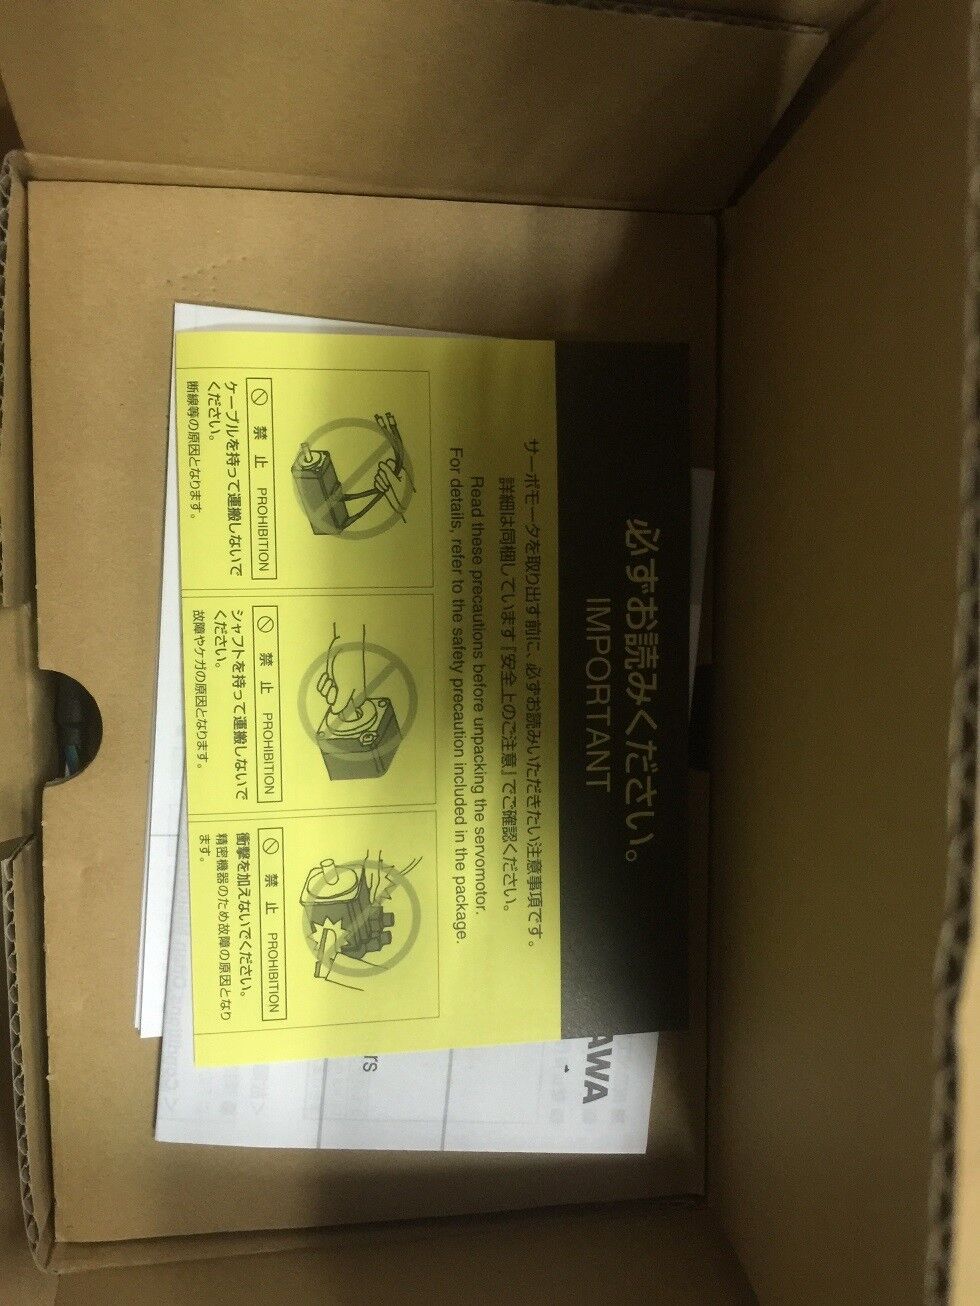 必ずお読みください。
IMPORTANT
サーボモータを取り出す前に、必ずお読みいただきたい注意事項です。
詳細は同梱しています『安全上のご注意』でご確認ください。
Read these precautions before unpacking the servomotor.
For details, refer to the safety precaution included in the package.
禁止 PROHIBITION
ケーブルを持って運搬しないで
ください。
断線等の原因となります。
禁止 PROHIBITION
シャフトを持って運搬しないで
ください。
故障やケガの原因となります。
禁止 PROHIBITION
衝撃を加えないでください。
精密機器のため故障の原因となり
ます。
AWA
rs